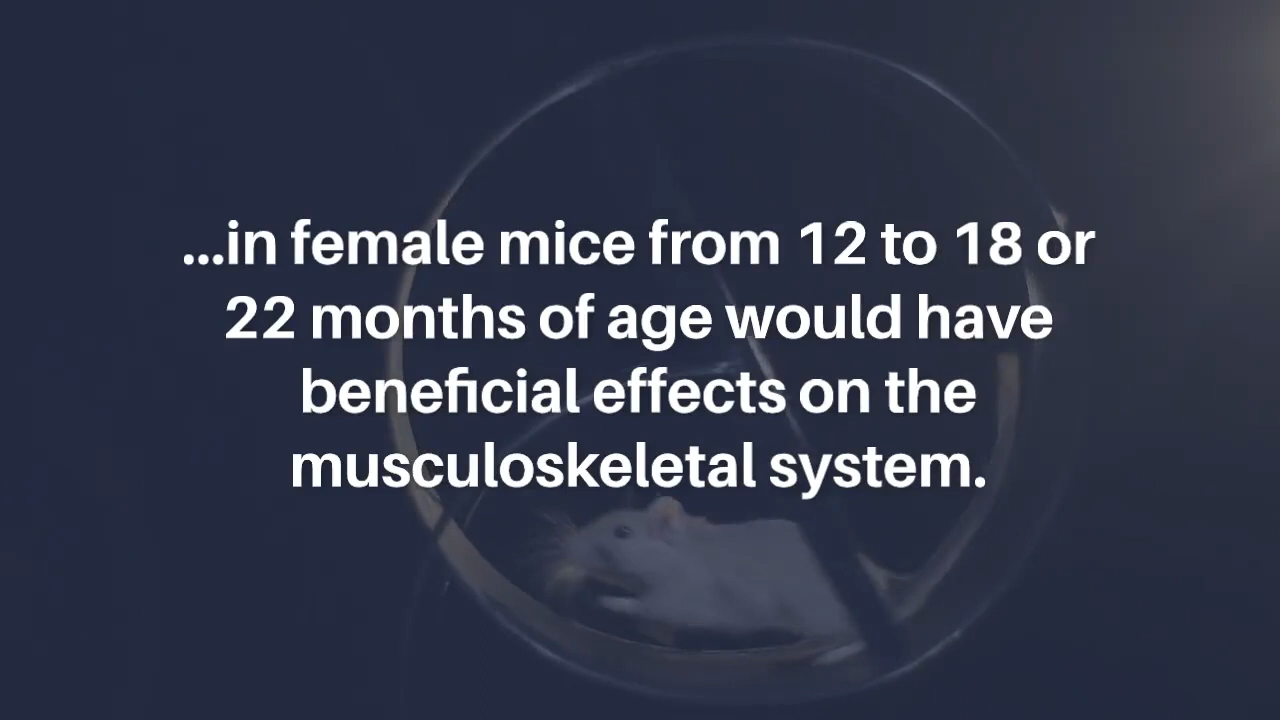 ...in female mice from 12 to 18 or
22 months of age would have
beneficial effects on the
musculoskeletal system.